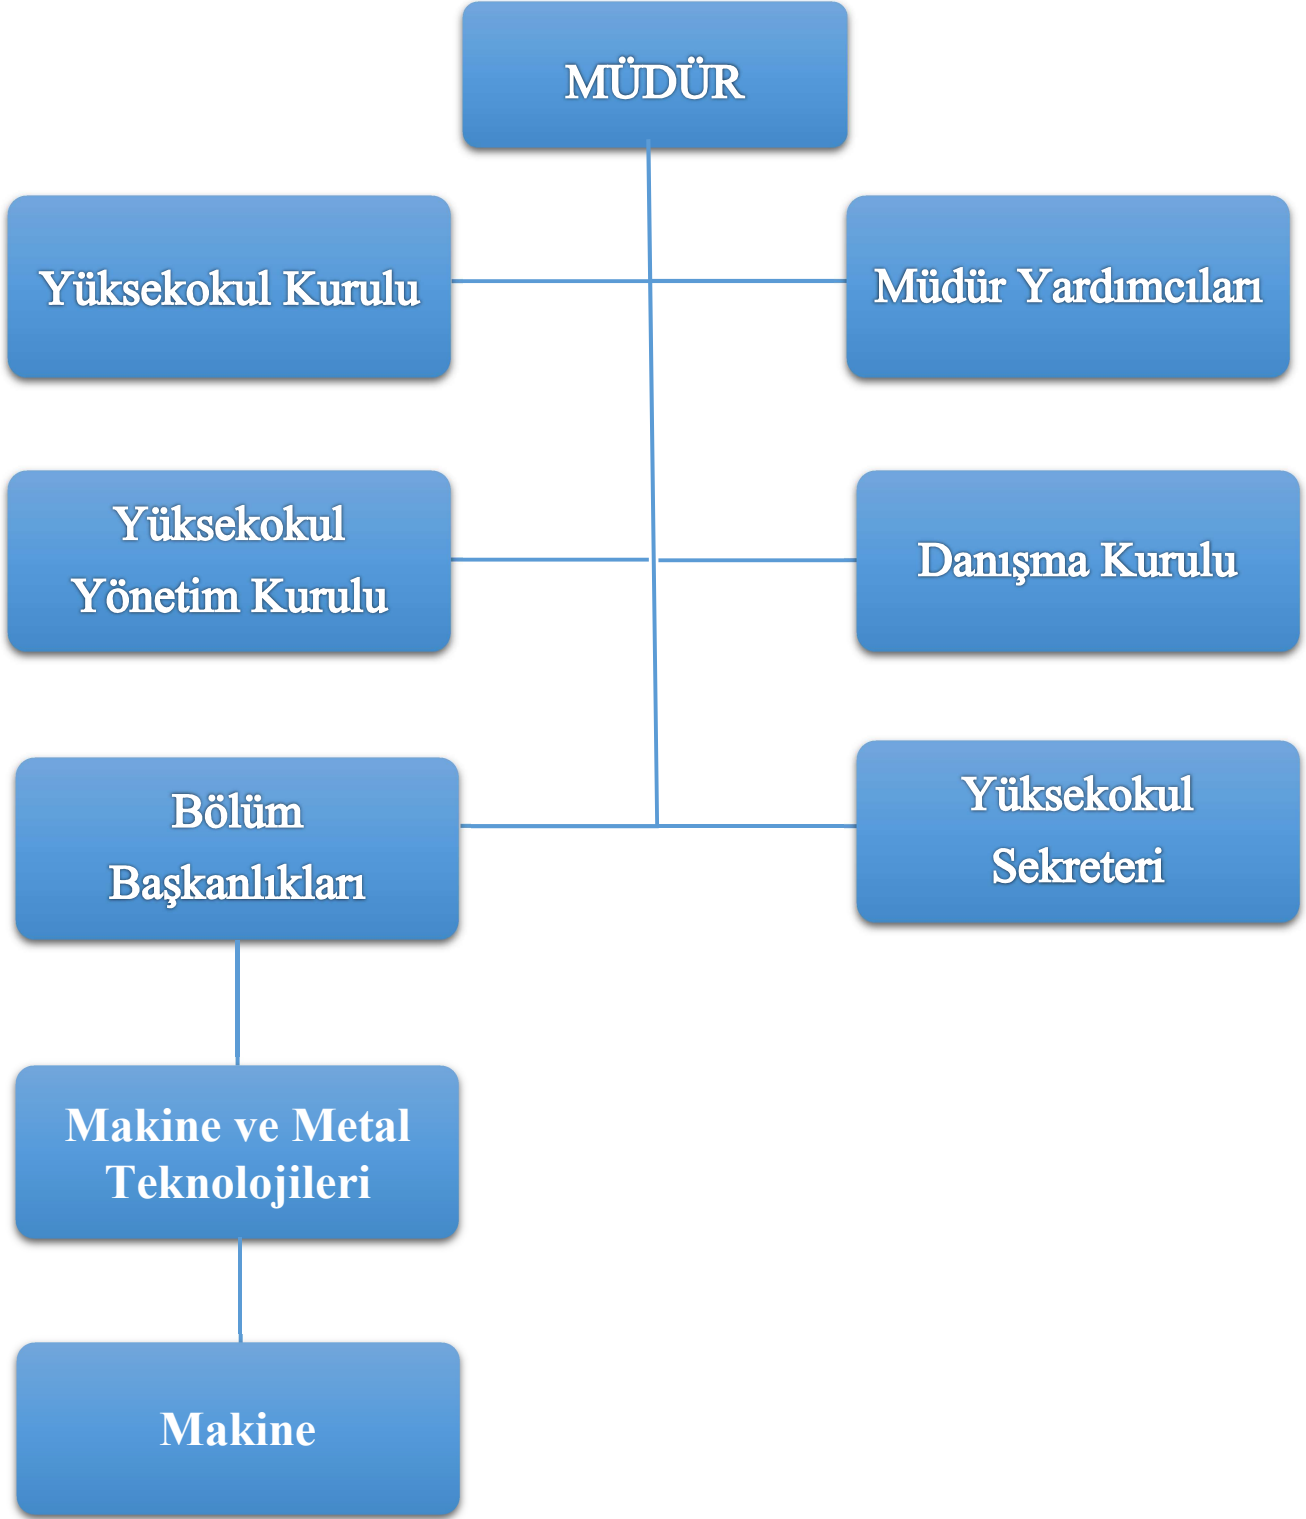 MÜDÜR
Yüksekokul Kurulu
Müdür Yardımcıları
Yüksekokul
Yönetim Kurulu
Danışma Kurulu
Bölüm
Başkanlıkları
Yüksekokul
Sekreteri
Makine ve Metal
Teknolojileri
Makine